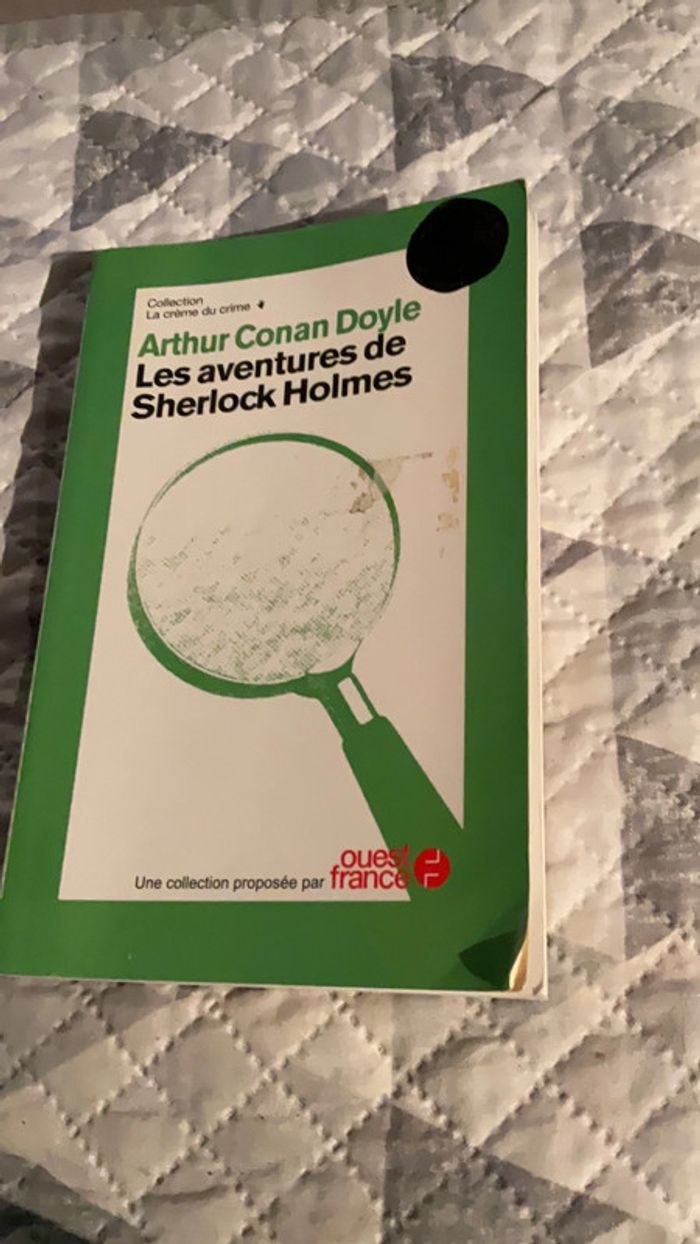 Collection
La crème du crime
Arthur Conan Doyle
Les aventures de
Sherlock Holmes
Une collection proposée par
ouest
france